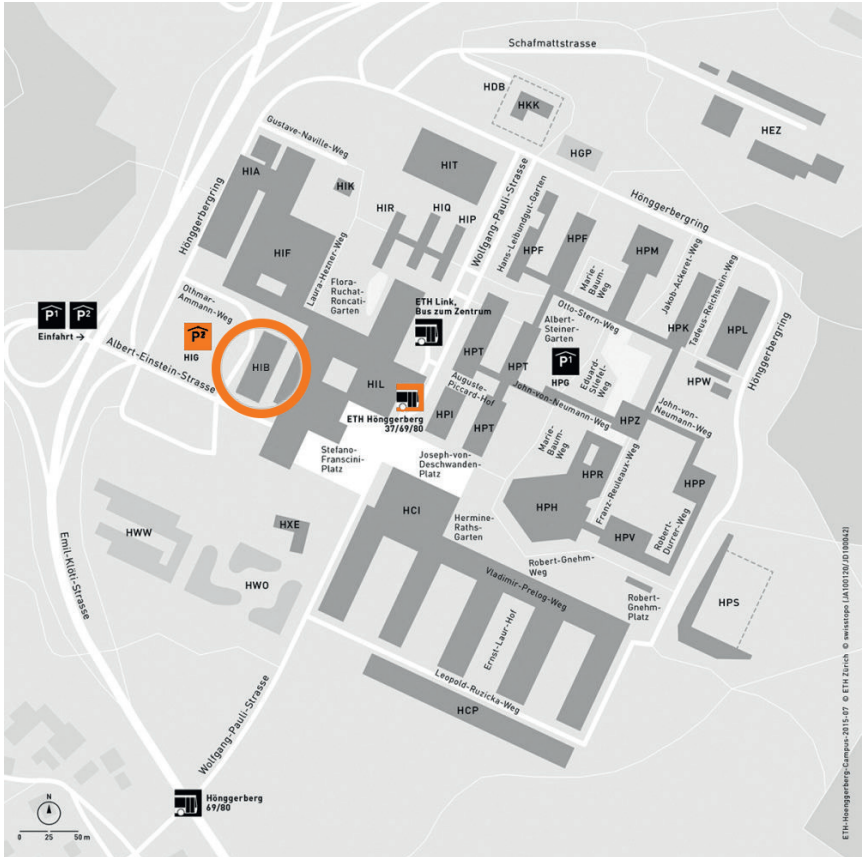 Schafmattstrasse
HDB
HKK
HEZ
Gustave-Naville-Weg
HGP
HIT
HIA
HIK
Hönggerbergring
Hönggerbergring
Wolfgang-Pauli-Strasse
Hans-Leibundgut-Garten
HIR
HIQ
HIP
HPF
HPF
HPM
HIF
Laura-Hezner-Weg
Marie-
Baum-
Weg
Jakob-Ackeret-Weg
Tadeus-Reichstein-Weg
Othmar-
Ammann-Weg
Flora-
Ruchat-
Roncati-
Garten
ETH Link,
Bus zum Zentrum
Otto-Stern-Weg
Albert-
Steiner-
Garten
HPK
HPL
P1
P2
Einfahrt →
P2
HIG
HIB
Albert-Einstein-Strasse
HPT
HPT
P1
HPG
Eduard-
Stiefel-
Weg
HPW
Hönggerbergring
HIL
Auguste-
Piccard-Hof
John-von-Neumann-Weg
John-von-
Neumann-Weg
ETH Hönggerberg
37/69/80
HPI
HPT
HPZ
Marie-
Baum-
Weg
Stefano-
Franscini-
Platz
Joseph-von-
Deschwanden-
Platz
HPR
Franz-Reuleaux-Weg
HPP
HCI
Hermine-
Raths-
Garten
HPH
HPV
Robert-
Durrer-Weg
HXE
HWW
HWO
Emil-Klöti-Strasse
Robert-Gnehm-
Weg
Vladimir-Prelog-Weg
Robert-
Gnehm-
Platz
HPS
Ernst-Laur-Hof
Leopold-Ruzicka-Weg
HCP
Wolfgang-Pauli-Strasse
Hönggerberg
69/80
N
0 25 50 m
ETH-Hoenggerberg-Campus-2015-07 © ETH Zürich © swisstopo (JA100120/JD100042)